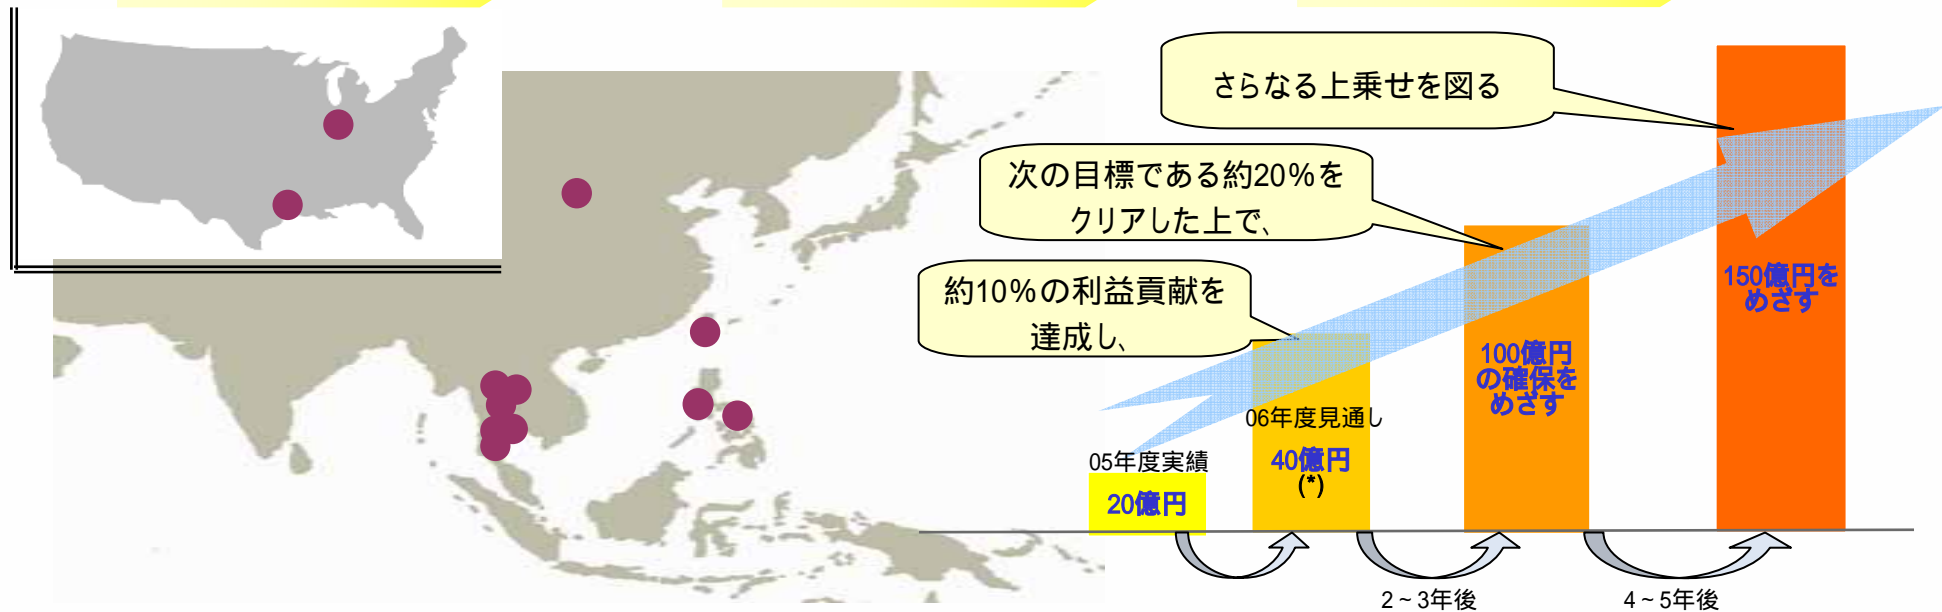 さらなる上乗せを図る
次の目標である約20%を
クリアした上で、
約10%の利益貢献を
達成し、
05年度実績
20億円
06年度見通し
40億円
(*)
100億円
の確保を
めざす
150億円を
めざす
2~3年後
4~5年後